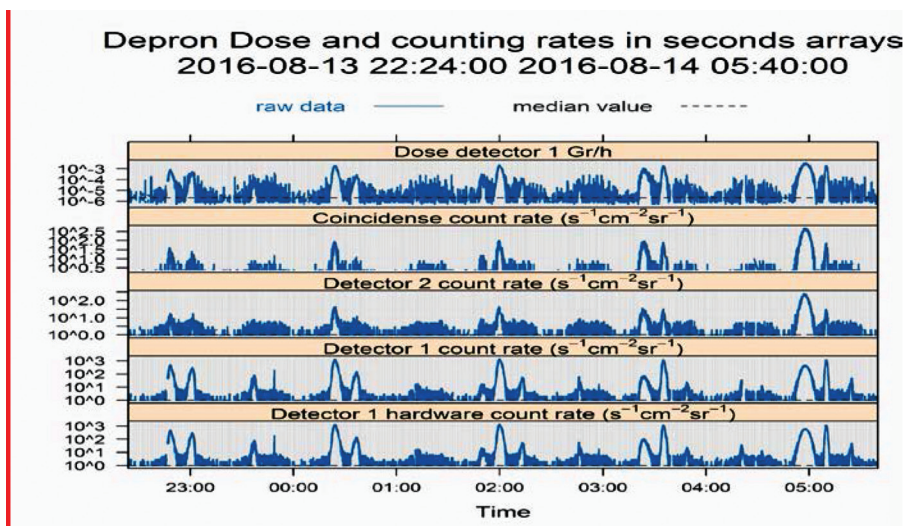 Depron Dose and counting rates in seconds arrays
2016-08-13 22:24:00 2016-08-14 05:40:00
raw data median value
Dose detector 1 Gr/h
10^-3
10^-4
10^-5
10^-6
Coincidense count rate (s⁻¹cm⁻²sr⁻¹)
10^2.5
10^2.0
10^1.5
10^1.0
10^0.5
Detector 2 count rate (s⁻¹cm⁻²sr⁻¹)
10^2.0
10^1.0
10^0.0
Detector 1 count rate (s⁻¹cm⁻²sr⁻¹)
10^3
10^2
10^1
10^0
Detector 1 hardware count rate (s⁻¹cm⁻²sr⁻¹)
10^3
10^2
10^1
10^0
23:00 00:00 01:00 02:00 03:00 04:00 05:00
Time